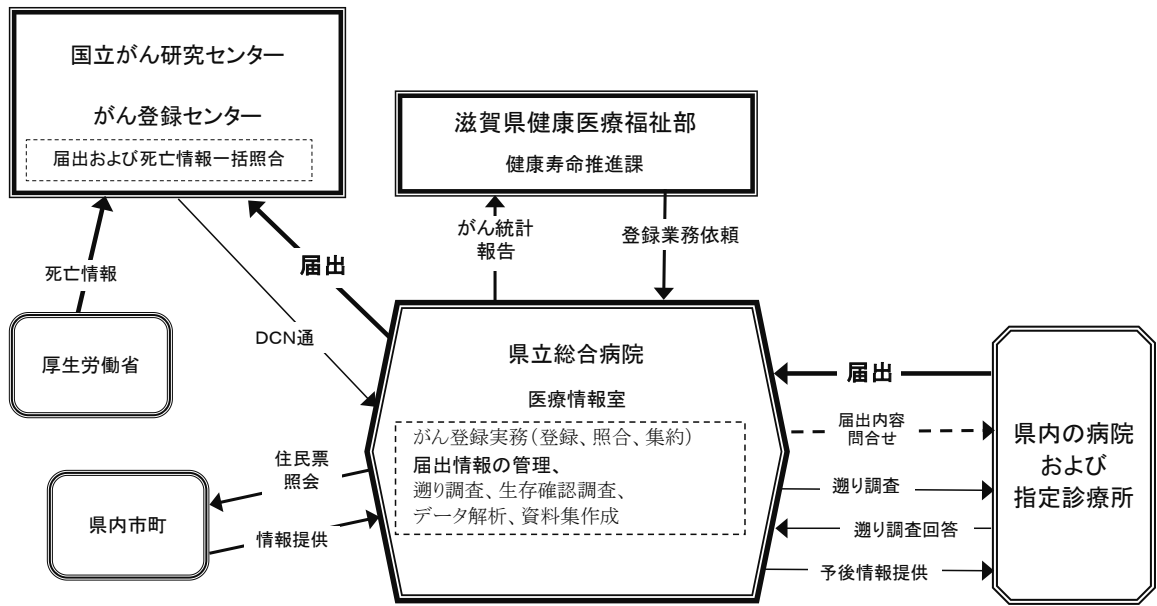 国立がん研究センター
がん登録センター
届出および死亡情報一括照合
滋賀県健康医療福祉部
健康寿命推進課
がん統計
報告
登録業務依頼
死亡情報
届出
DCN通
厚生労働省
県立総合病院
医療情報室
がん登録実務（登録、照合、集約）
届出情報の管理、
遡り調査、生存確認調査、
データ解析、資料集作成
届出
届出内容
問合せ
遡り調査
遡り調査回答
予後情報提供
県内の病院
および
指定診療所
住民票
照会
県内市町
情報提供